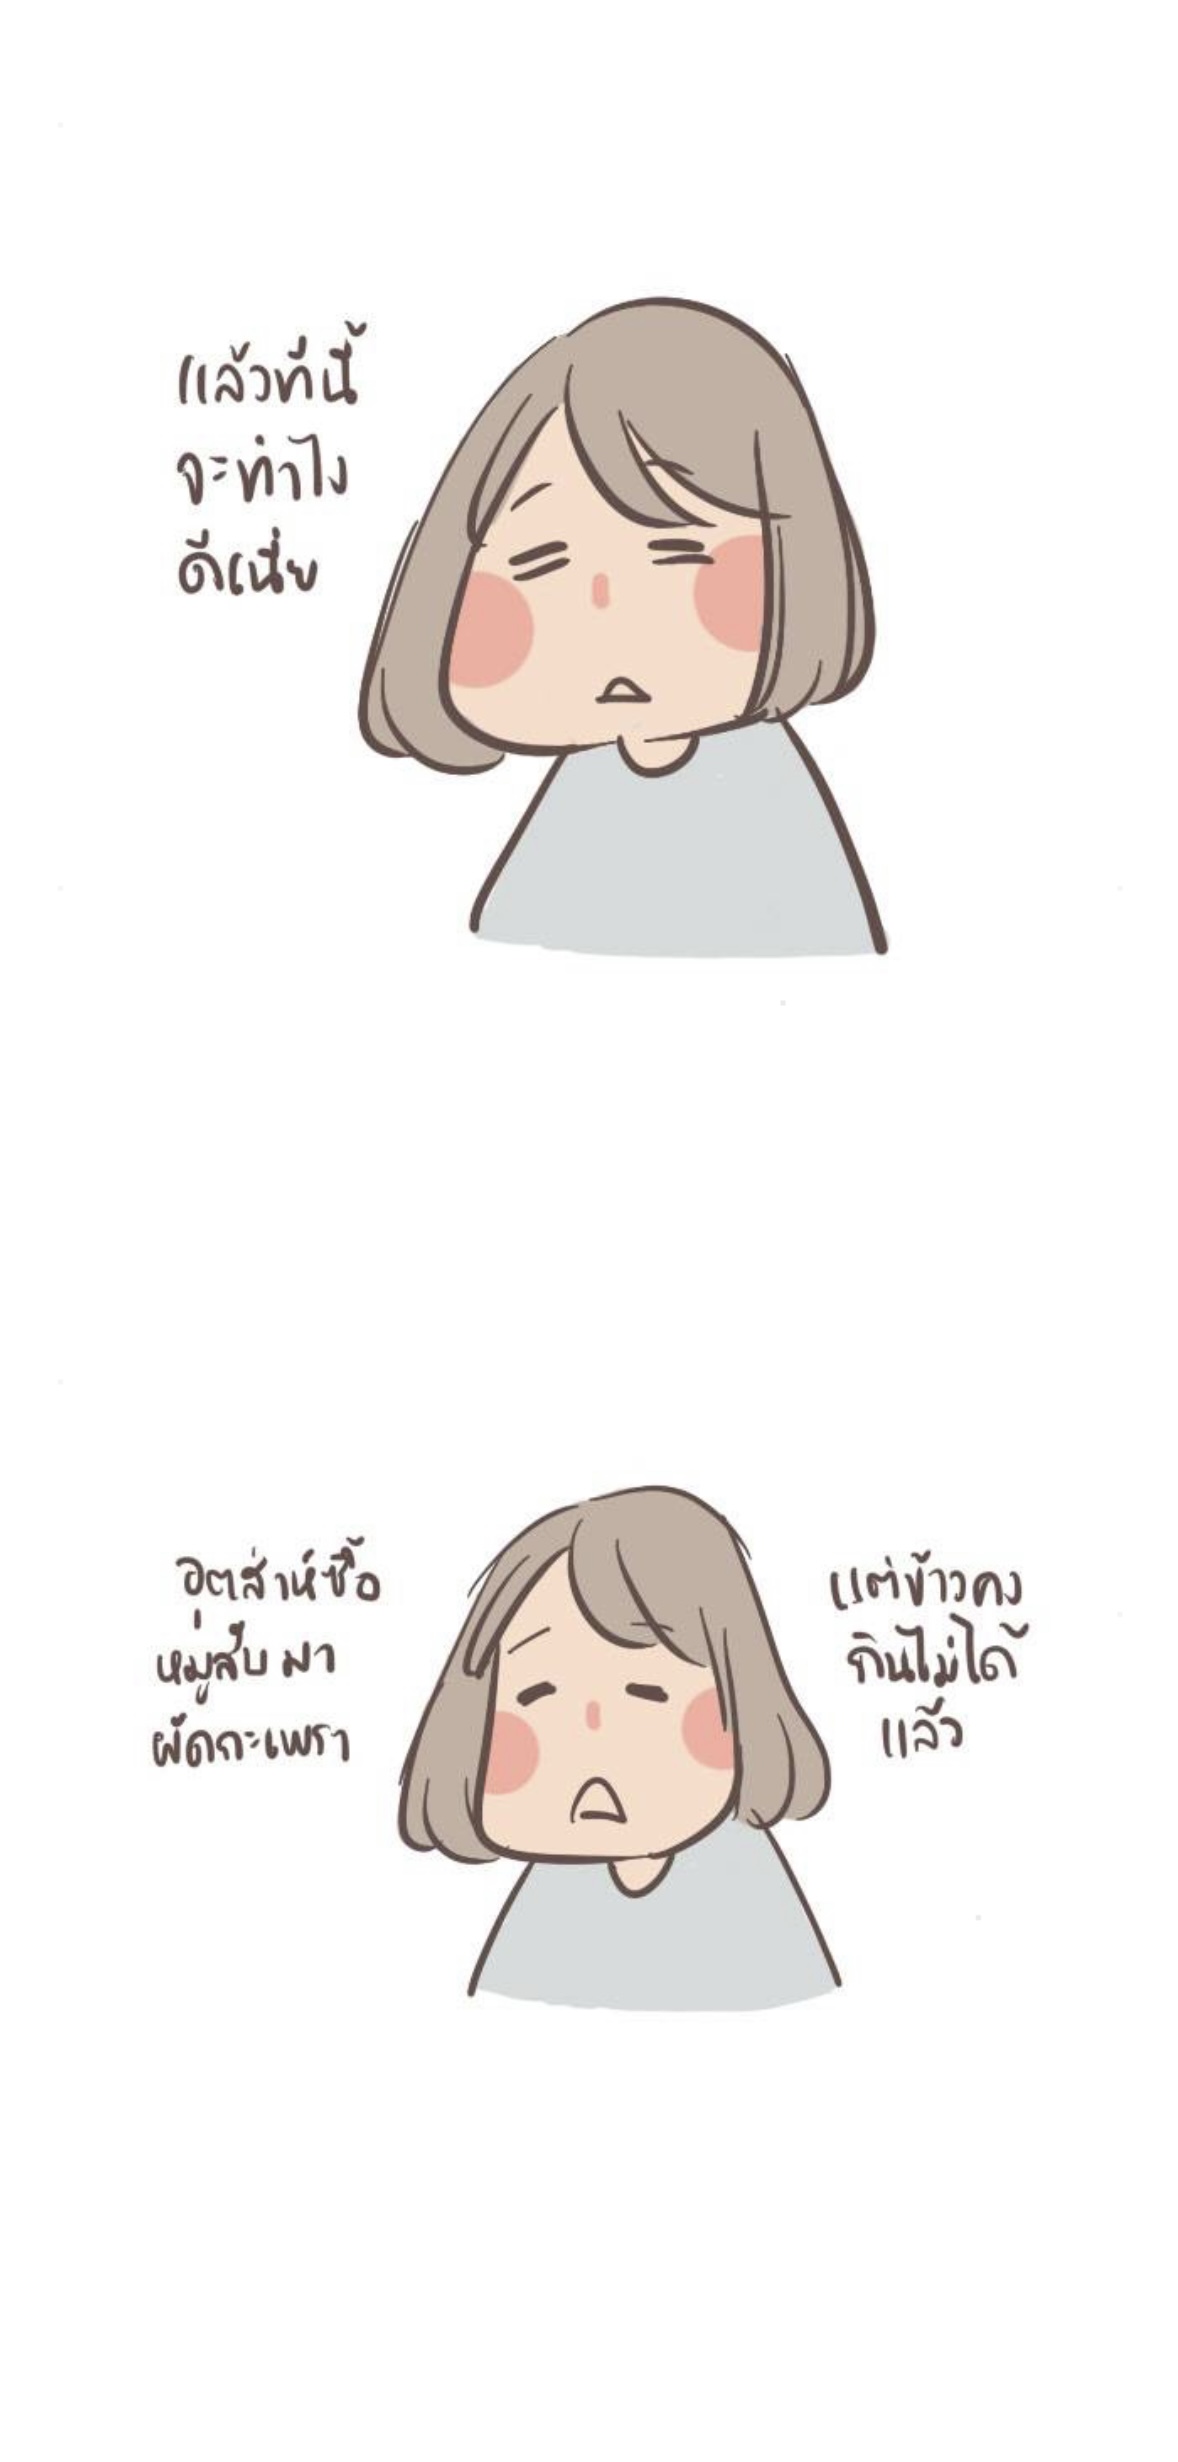 แล้วทีนี้
จะทำไง
ดีเนี่ย
อุตส่าห์ซื้อ
หมูสับมา
ผัดกะเพรา
แต่ข้าวคง
กินไม่ได้
แล้ว